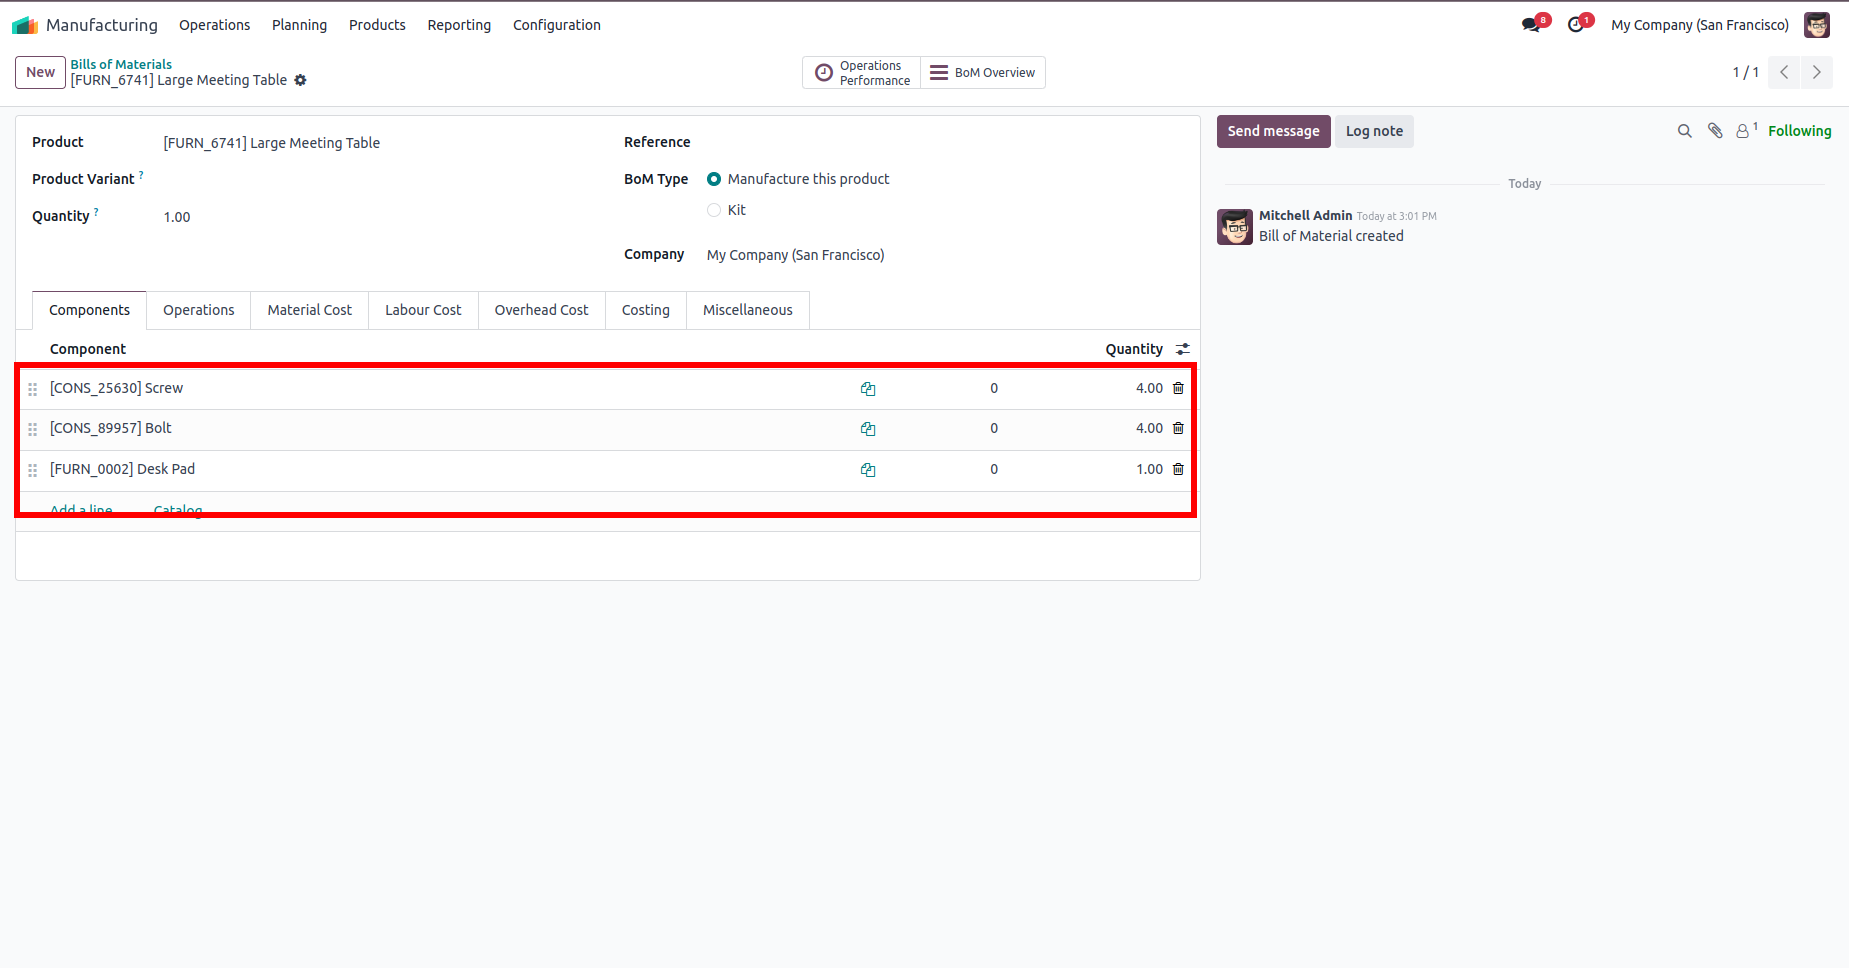 Manufacturing Operations Planning Products Reporting Configuration 8 1 My Company (San Francisco)
New Bills of Materials
[FURN_6741] Large Meeting Table
Operations Performance BoM Overview 1 / 1
Product [FURN_6741] Large Meeting Table
Product Variant ?
Quantity ? 1.00
Reference
BoM Type Manufacture this product
Kit
Company My Company (San Francisco)
Send message Log note 1 Following
Today
Mitchell Admin Today at 3:01 PM
Bill of Material created
Components Operations Material Cost Labour Cost Overhead Cost Costing Miscellaneous
Component Quantity
[CONS_25630] Screw 0 4.00
[CONS_89957] Bolt 0 4.00
[FURN_0002] Desk Pad 0 1.00
Add a line Catalog